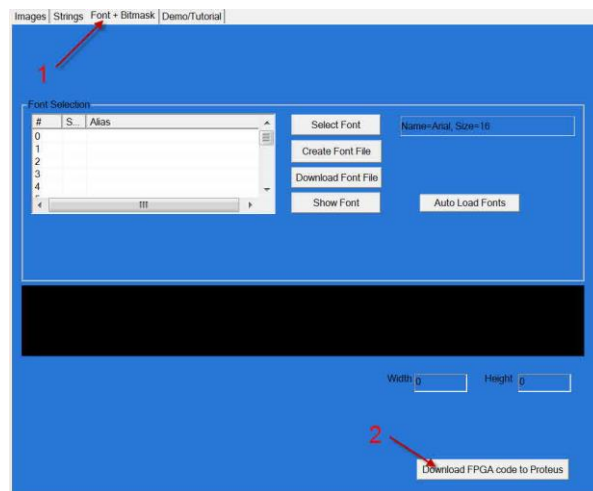 Images Strings Font + Bitmask Demo/Tutorial
1
Font Selection
# S... Alias
0
1
2
3
4
Select Font
Name=Arial, Size=16
Create Font File
Download Font File
Show Font
Auto Load Fonts
Width 0 Height 0
2
Download FPGA code to Proteus